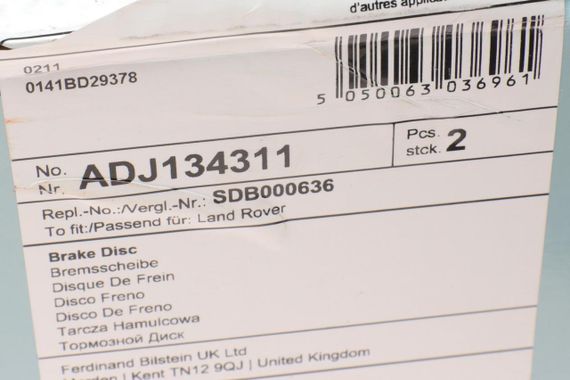 d'autres
0211
0141BD29378
5 050063 036961
No. Nr. ADJ134311
Pcs. stck. 2
Repl.-No.:/Vergl.-Nr.: SDB000636
To fit:/Passend für: Land Rover
Brake Disc
Bremsscheibe
Disque De Frein
Disco Freno
Disco De Freno
Tarcza Hamulcowa
Тормозной Диск
Ferdinand Bilstein UK Ltd
| Kent TN12 9QJ | United Kingdom